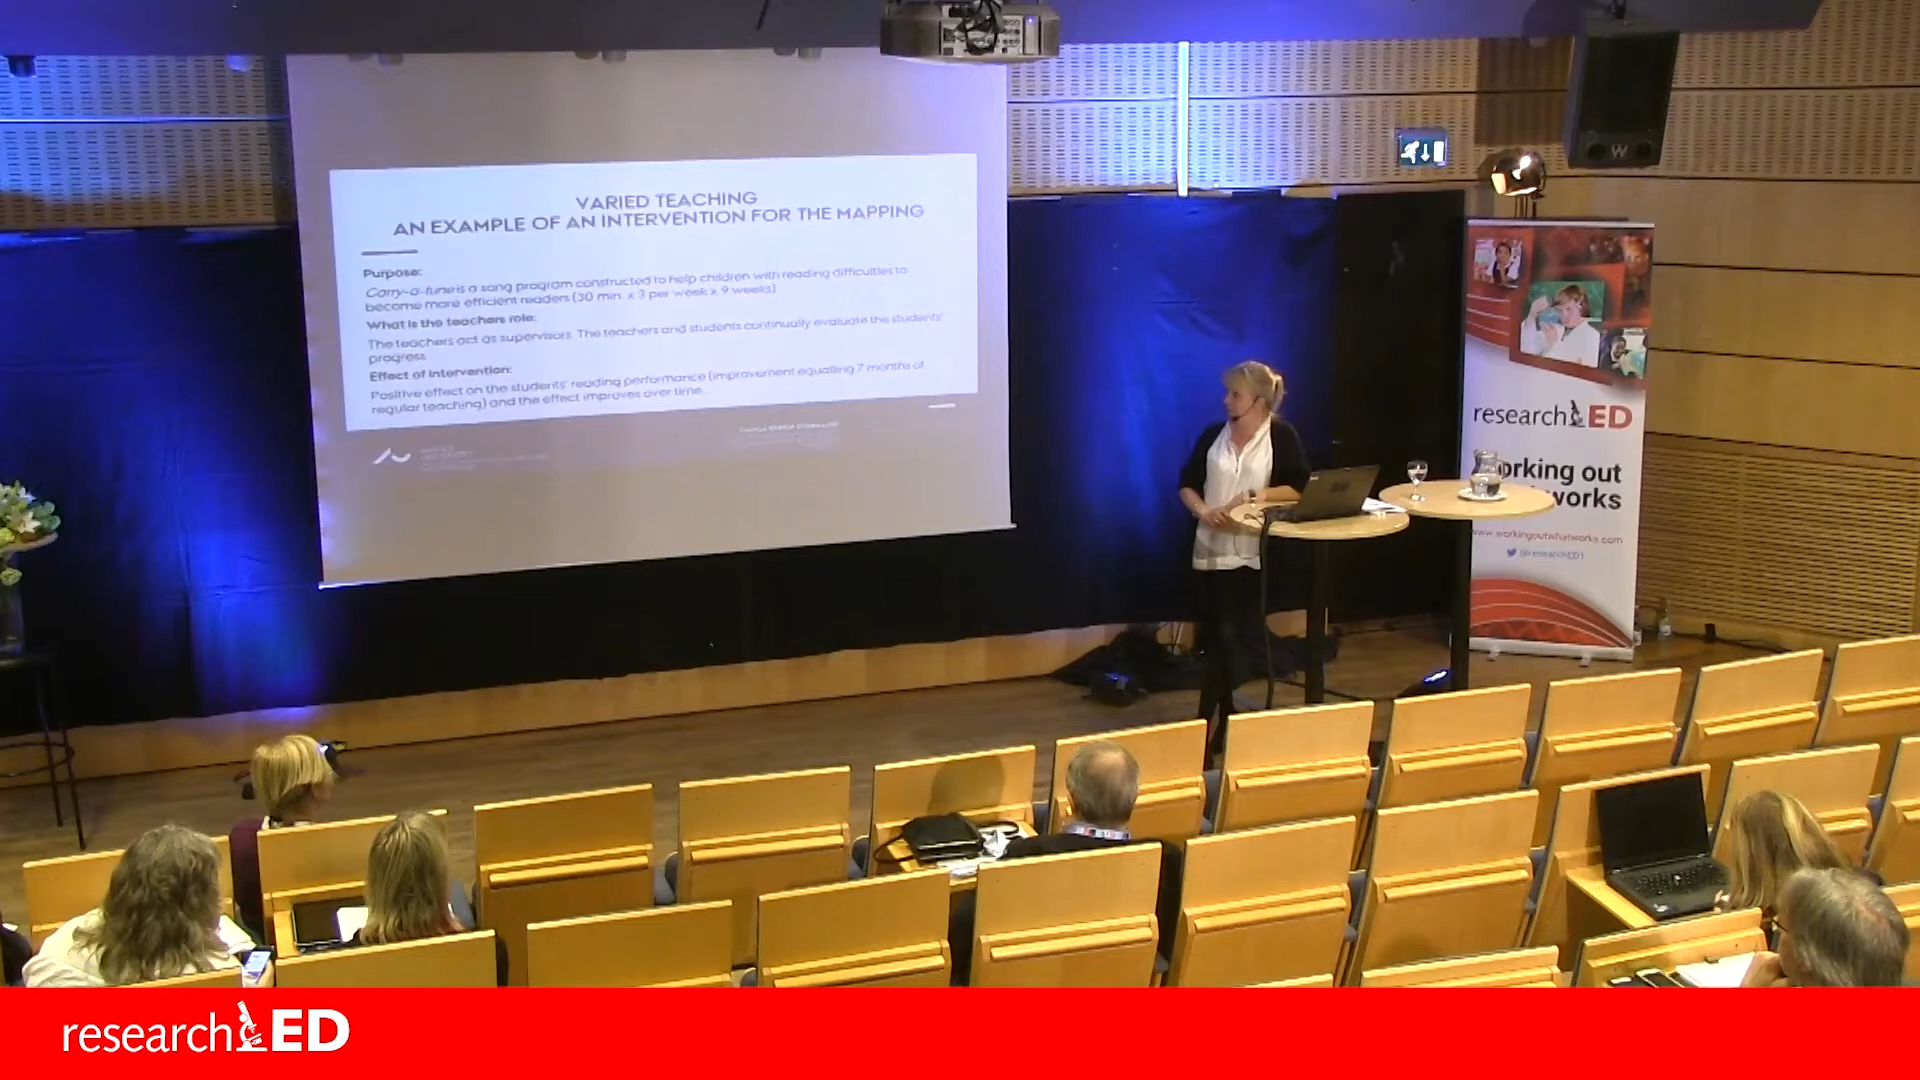 VARIED TEACHING
AN EXAMPLE OF AN INTERVENTION FOR THE MAPPING
Purpose:
Carry-a-tune is a song program constructed to help children with reading difficulties to
become more efficient readers (30 min. x 3 per week x 9 weeks)
What is the teachers role:
The teachers act as supervisors. The teachers and students continually evaluate the students'
progress.
Effect of Intervention:
Positive effect on the students' reading performance (improvement equalling 7 months of
regular teaching) and the effect improves over time.
W
researchED
orking out
works
www.workingoutwhatworks.com
@researchED1
researchED